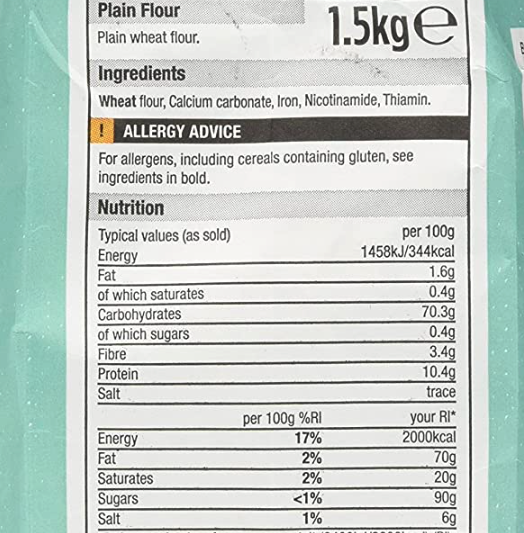 Plain Flour
Plain wheat flour.
1.5kg℮
Ingredients
Wheat flour, Calcium carbonate, Iron, Nicotinamide, Thiamin.
! ALLERGY ADVICE
For allergens, including cereals containing gluten, see
ingredients in bold.
Nutrition
Typical values (as sold) per 100g
Energy 1458kJ/344kcal
Fat 1.6g
of which saturates 0.4g
Carbohydrates 70.3g
of which sugars 0.4g
Fibre 3.4g
Protein 10.4g
Salt trace
per 100g %RI your RI*
Energy 17% 2000kcal
Fat 2% 70g
Saturates 2% 20g
Sugars <1% 90g
Salt 1% 6g